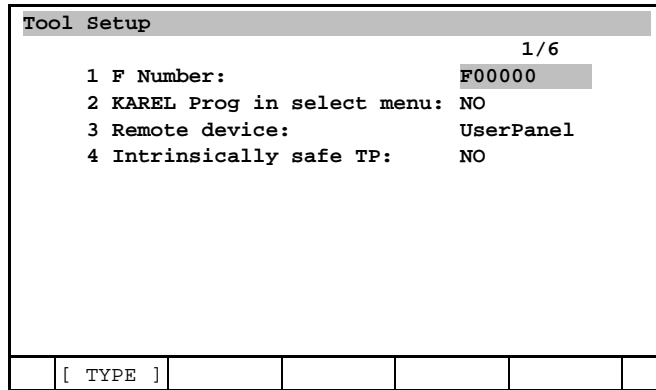 Tool Setup
1/6
1 F Number: F00000
2 KAREL Prog in select menu: NO
3 Remote device: UserPanel
4 Intrinsically safe TP: NO
[ TYPE ]